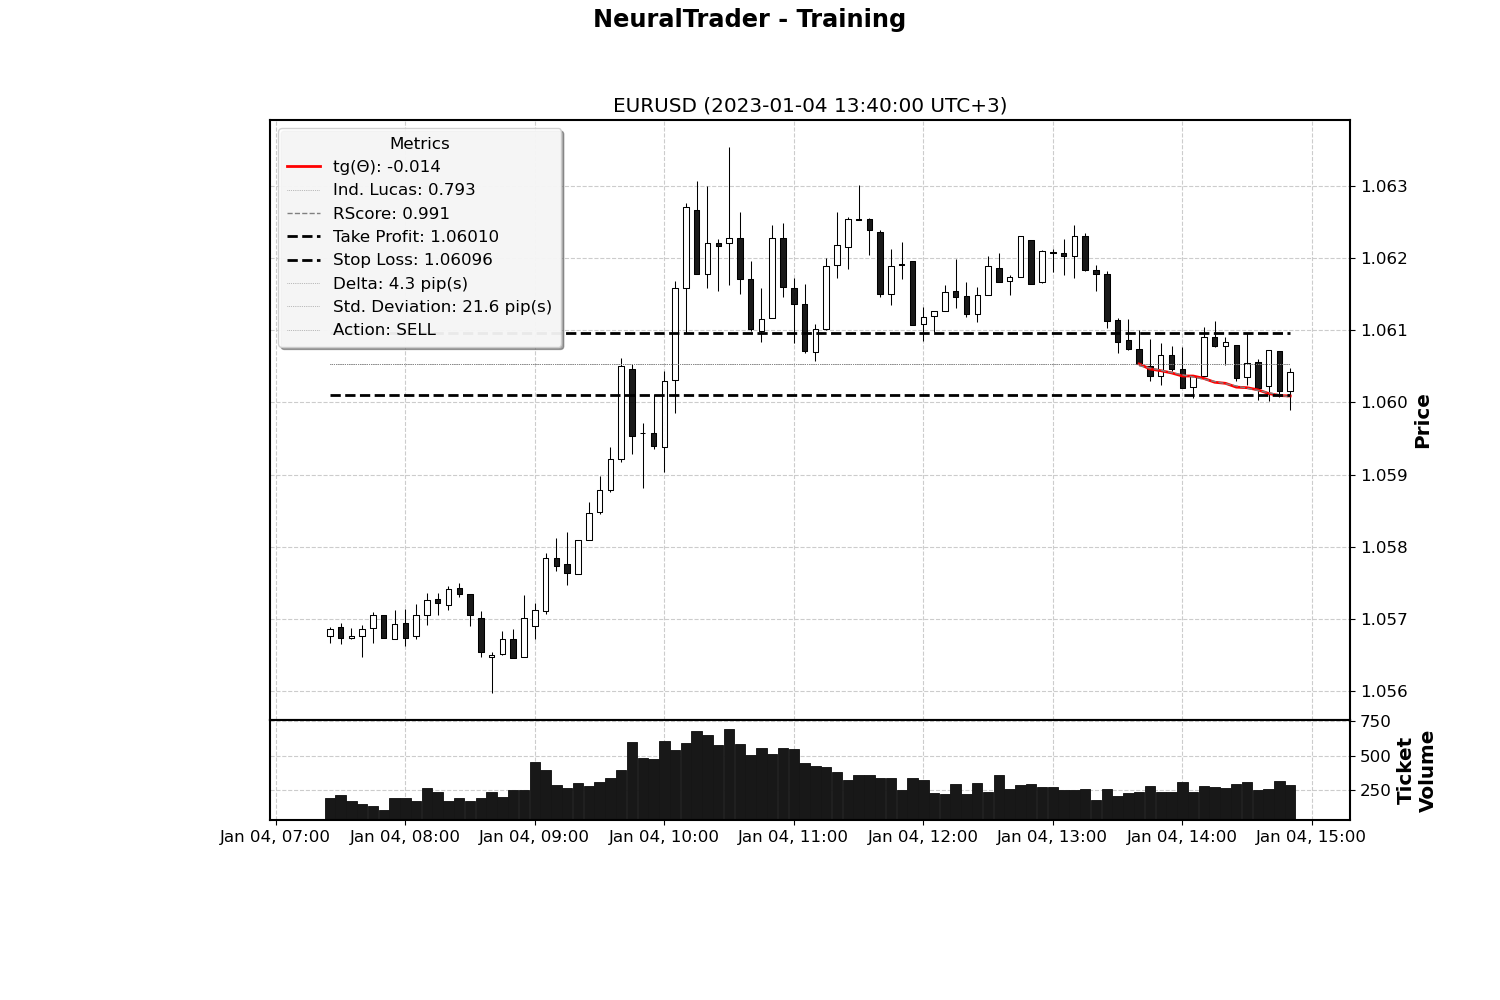 NeuralTrader - Training
EURUSD (2023-01-04 13:40:00 UTC+3)
Metrics
tg(Θ): -0.014
Ind. Lucas: 0.793
RScore: 0.991
Take Profit: 1.06010
Stop Loss: 1.06096
Delta: 4.3 pip(s)
Std. Deviation: 21.6 pip(s)
Action: SELL
1.063
1.062
1.061
1.060
1.059
1.058
1.057
1.056
Price
750
500
250
Ticket
Volume
Jan 04, 07:00
Jan 04, 08:00
Jan 04, 09:00
Jan 04, 10:00
Jan 04, 11:00
Jan 04, 12:00
Jan 04, 13:00
Jan 04, 14:00
Jan 04, 15:00